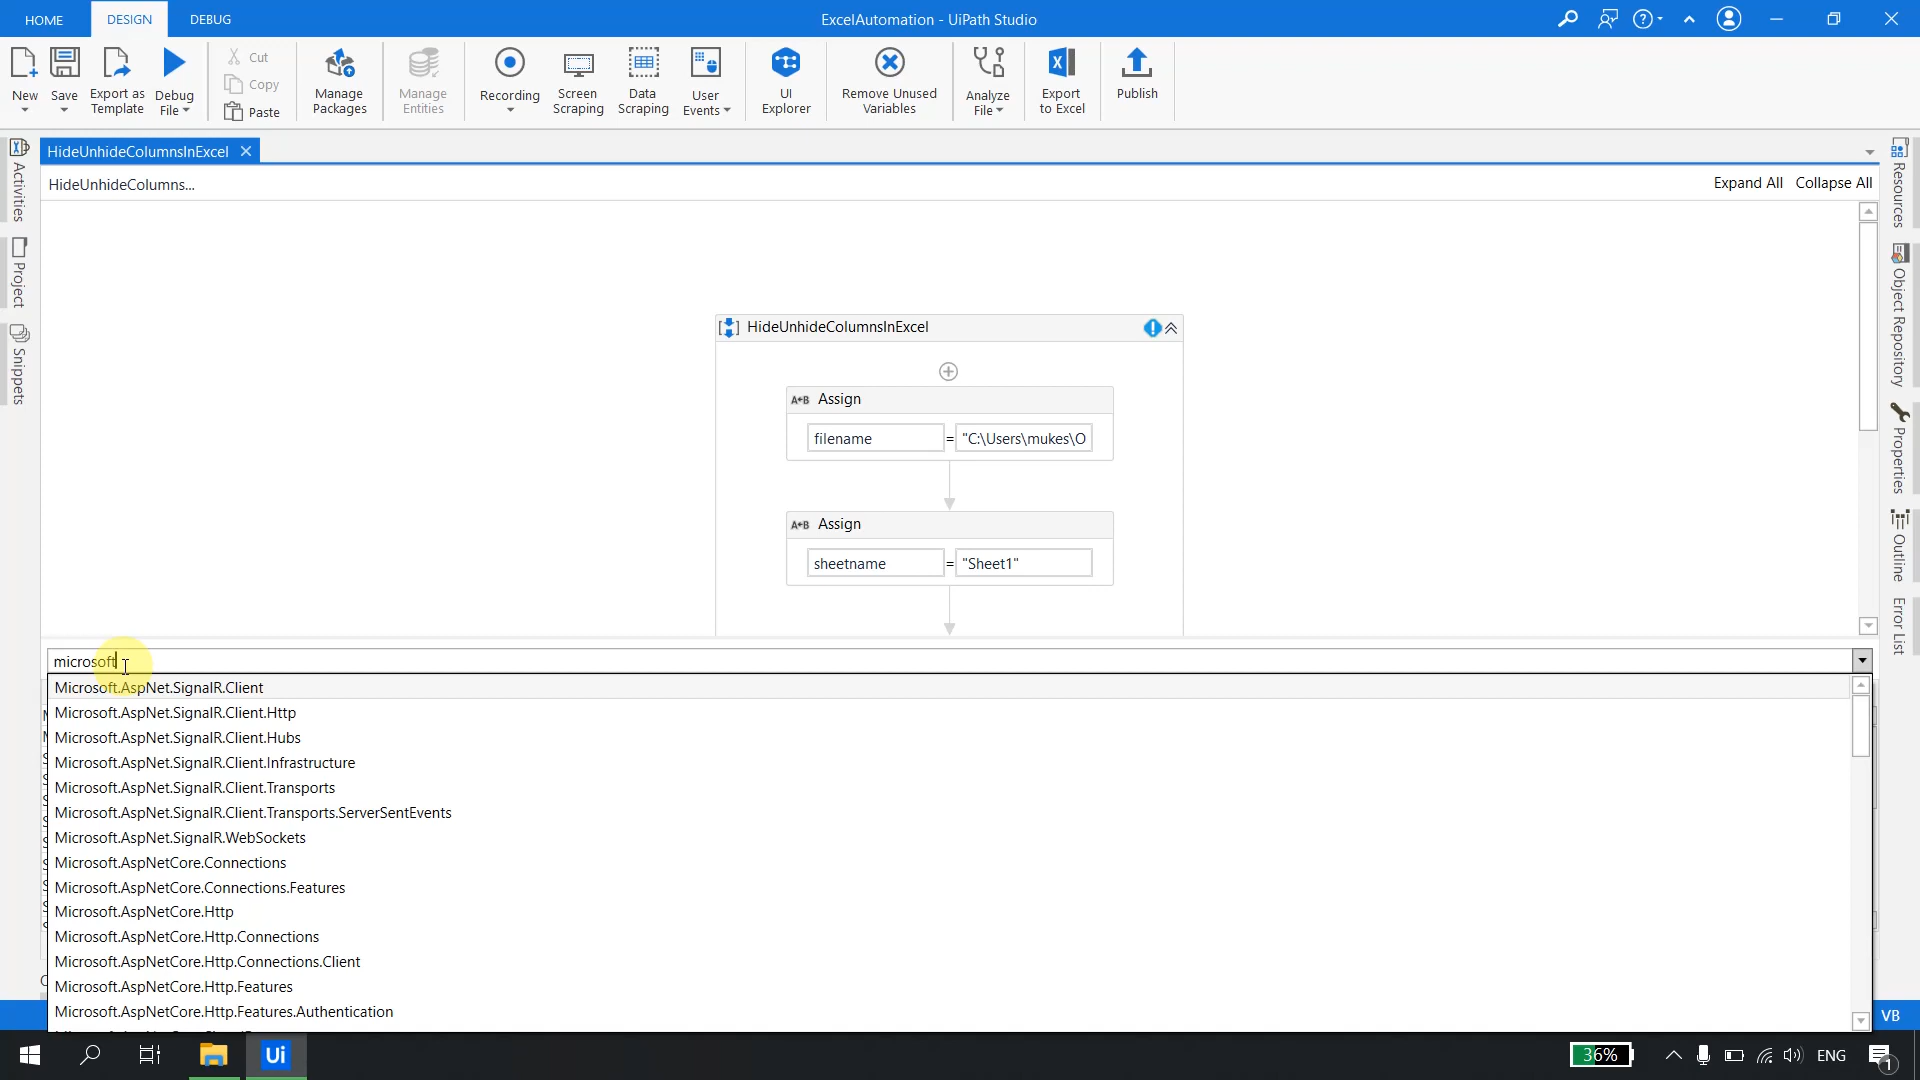 HOME
DESIGN
DEBUG
ExcelAutomation - UiPath Studio
New
Save
Export as
Template
Debug
File
Cut
Copy
Paste
Manage
Packages
Manage
Entities
Recording
Screen
Scraping
Data
Scraping
User
Events
UI
Explorer
Remove Unused
Variables
Analyze
File
Export
to Excel
Publish
Activities
Project
Snippets
HideUnhideColumnsInExcel
HideUnhideColumns...
Expand All
Collapse All
HideUnhideColumnsInExcel
A+B Assign
filename = "C:\Users\mukes\O
A+B Assign
sheetname = "Sheet1"
Resources
Object Repository
Properties
Outline
Error List
microsoft
Microsoft.AspNet.SignalR.Client
Microsoft.AspNet.SignalR.Client.Http
Microsoft.AspNet.SignalR.Client.Hubs
Microsoft.AspNet.SignalR.Client.Infrastructure
Microsoft.AspNet.SignalR.Client.Transports
Microsoft.AspNet.SignalR.Client.Transports.ServerSentEvents
Microsoft.AspNet.SignalR.WebSockets
Microsoft.AspNetCore.Connections
Microsoft.AspNetCore.Connections.Features
Microsoft.AspNetCore.Http
Microsoft.AspNetCore.Http.Connections
Microsoft.AspNetCore.Http.Connections.Client
Microsoft.AspNetCore.Http.Features
Microsoft.AspNetCore.Http.Features.Authentication
VB
Ui
36%
ENG
1